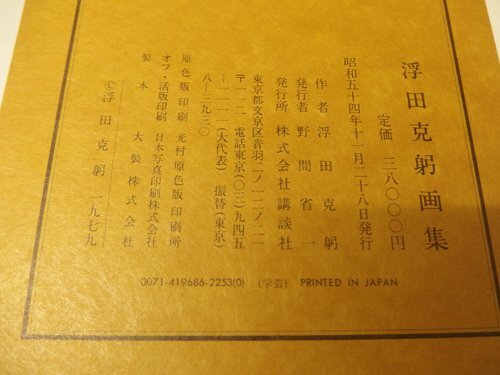 浮田克躬画集
定価 三八〇〇〇円
昭和五十四年十一月二十八日発行
作者 浮田克躬
発行者 野間省一
発行所 株式会社講談社
東京都文京区音羽二ノ一二ノ二一
〒一一二 電話東京(〇三)九四五
―一一一一(大代表) 振替(東京)
八―三九三〇
原色版印刷 光村原色版印刷所
オフ・活版印刷 日本写真印刷株式会社
製本 大製株式会社
©浮田克躬 一九七九
0071-419686-2253(0) (学芸) PRINTED IN JAPAN